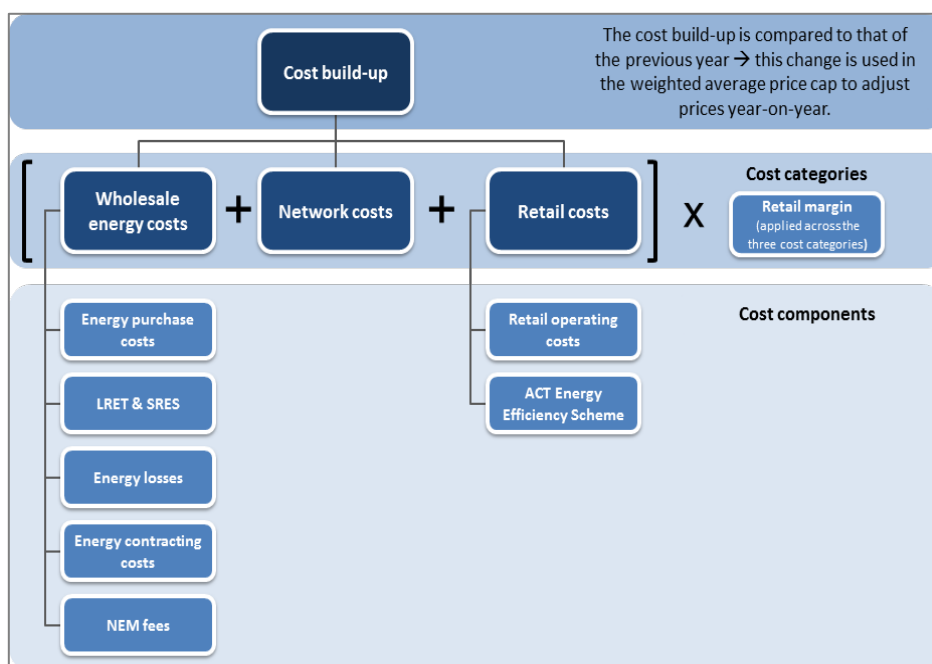 Cost build-up
The cost build-up is compared to that of
the previous year → this change is used in
the weighted average price cap to adjust
prices year-on-year.
[
Wholesale
energy costs
+
Network costs
+
Retail costs
]
X
Cost categories
Retail margin
(applied across the
three cost categories)
Cost components
Energy purchase
costs
LRET & SRES
Energy losses
Energy contracting
costs
NEM fees
Retail operating
costs
ACT Energy
Efficiency Scheme